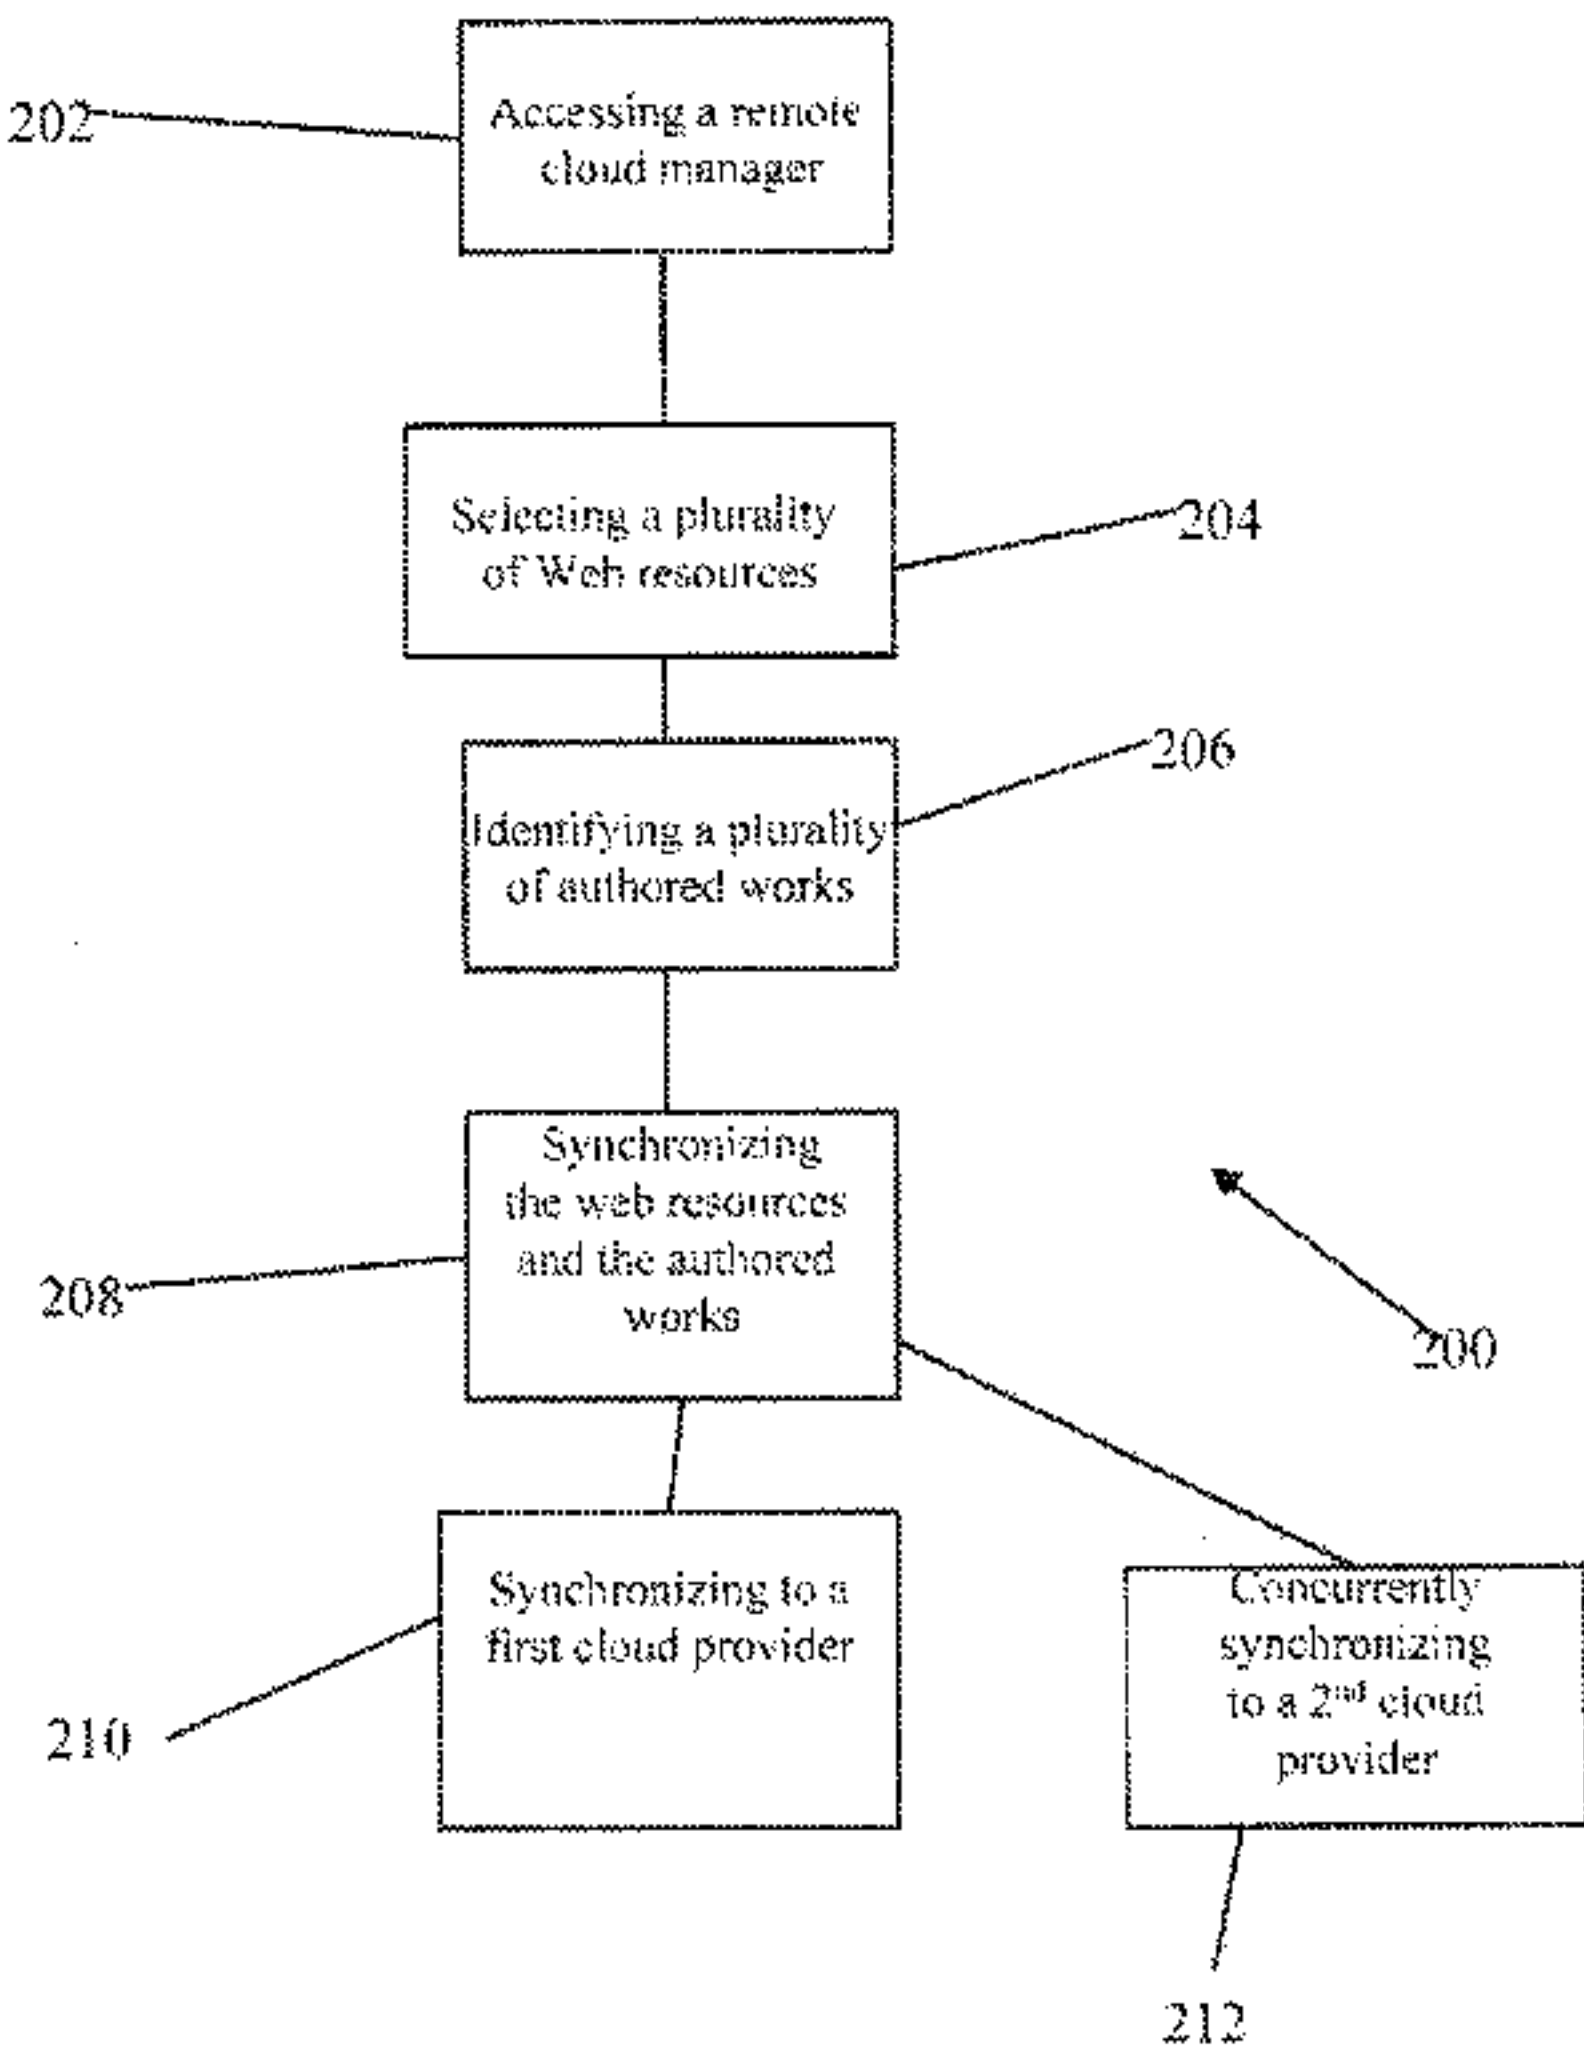 202
Accessing a remote
cloud manager
Selecting a plurality
of Web resources
204
206
Identifying a plurality
of authored works
Synchronizing
the web resources
and the authored
works
208
200
Synchronizing to a
first cloud provider
210
Concurrently
synchronizing
to a 2nd cloud
provider
212